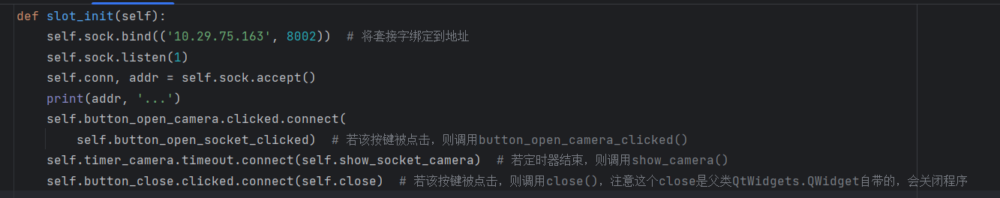 def slot_init(self):
self.sock.bind(('10.29.75.163', 8002))  # 将套接字绑定到地址
self.sock.listen(1)
self.conn, addr = self.sock.accept()
print(addr, '...')
self.button_open_camera.clicked.connect(
self.button_open_socket_clicked)  # 若该按键被点击，则调用button_open_camera_clicked()
self.timer_camera.timeout.connect(self.show_socket_camera)  # 若定时器结束，则调用show_camera()
self.button_close.clicked.connect(self.close)  # 若该按键被点击，则调用close()，注意这个close是父类QtWidgets.QWidget自带的，会关闭程序